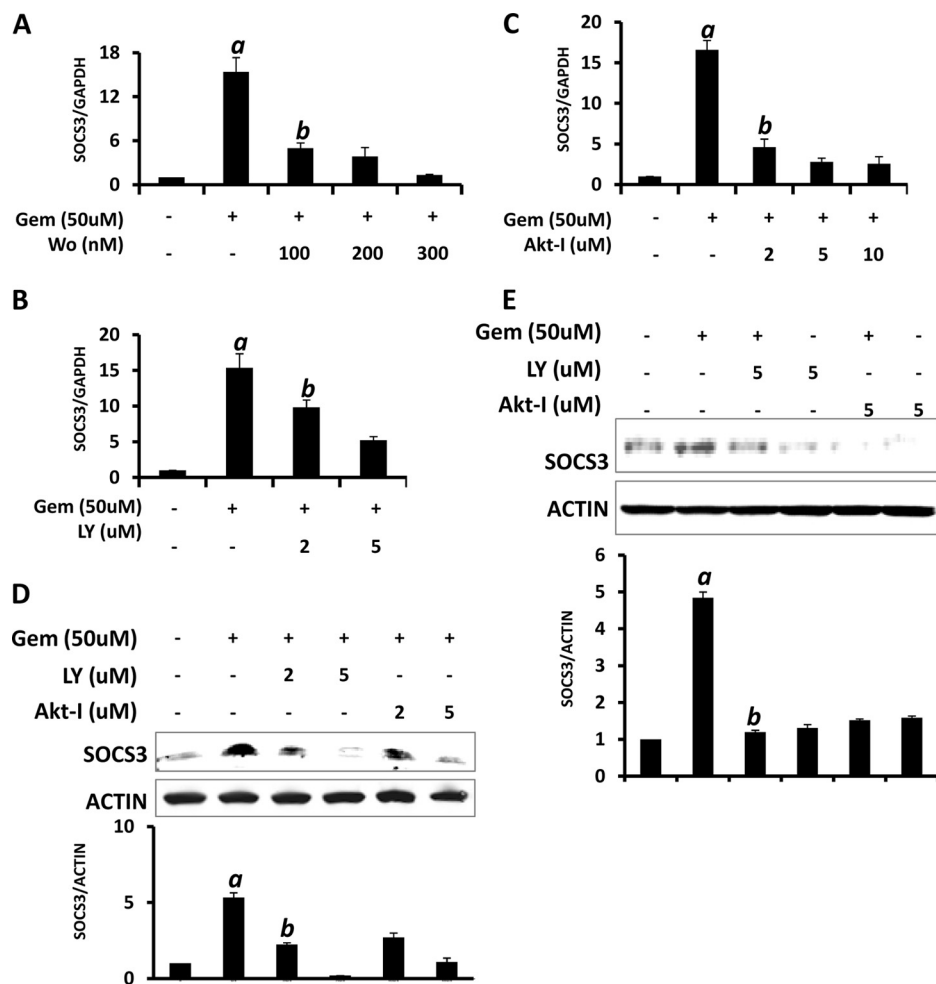 A
SOCS3/GAPDH
18
12
6
0
a
b
Gem (50uM) - + + + +
Wo (nM) - - 100 200 300
B
SOCS3/GAPDH
20
15
10
5
0
a
b
Gem (50uM) - + + +
LY (uM) - - 2 5
C
SOCS3/GAPDH
20
15
10
5
0
a
b
Gem (50uM) - + + + +
Akt-I (uM) - - 2 5 10
D
Gem (50uM) - + + + + +
LY (uM) - - 2 5 - -
Akt-I (uM) - - - - 2 5
SOCS3
ACTIN
SOCS3/ACTIN
10
5
0
a
b
E
Gem (50uM) - + + - + -
LY (uM) - - 5 5 - -
Akt-I (uM) - - - - 5 5
SOCS3
ACTIN
SOCS3/ACTIN
6
5
4
3
2
1
0
a
b